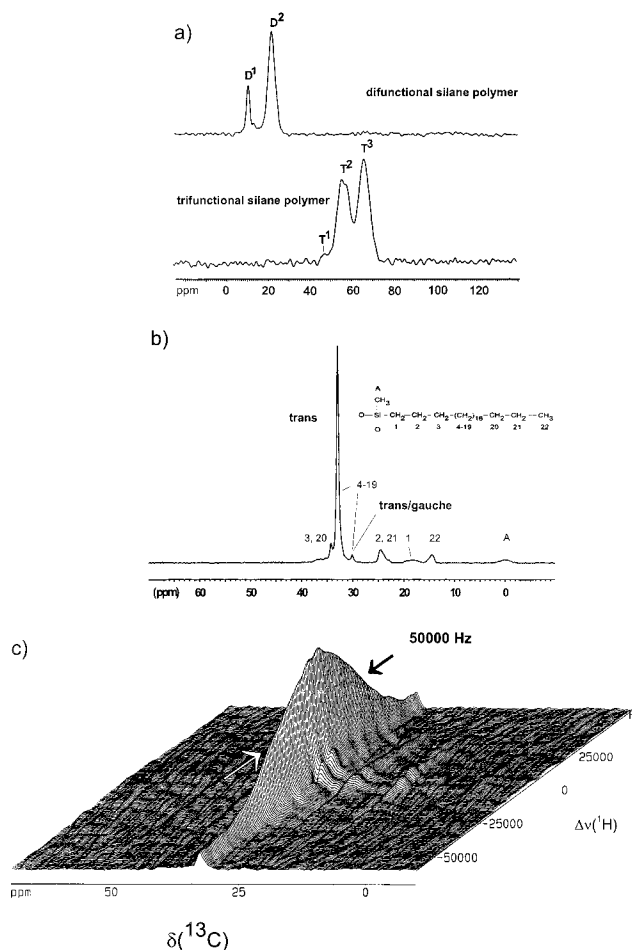 a)
D1 D2
difunctional silane polymer
T1 T2 T3
trifunctional silane polymer
ppm 0 20 40 60 80 100 120
b)
trans
A
CH3
O—Si—CH2—CH2—CH2—(CH2)16—CH2—CH2—CH3
O 1 2 3 4-19 20 21 22
4-19
trans/gauche
3, 20 2, 21 1 22 A
(ppm) 60 50 40 30 20 10 0
c)
50000 Hz
25000
0
-25000
-50000
Δν(1H)
ppm 50 25 0
δ(13C)